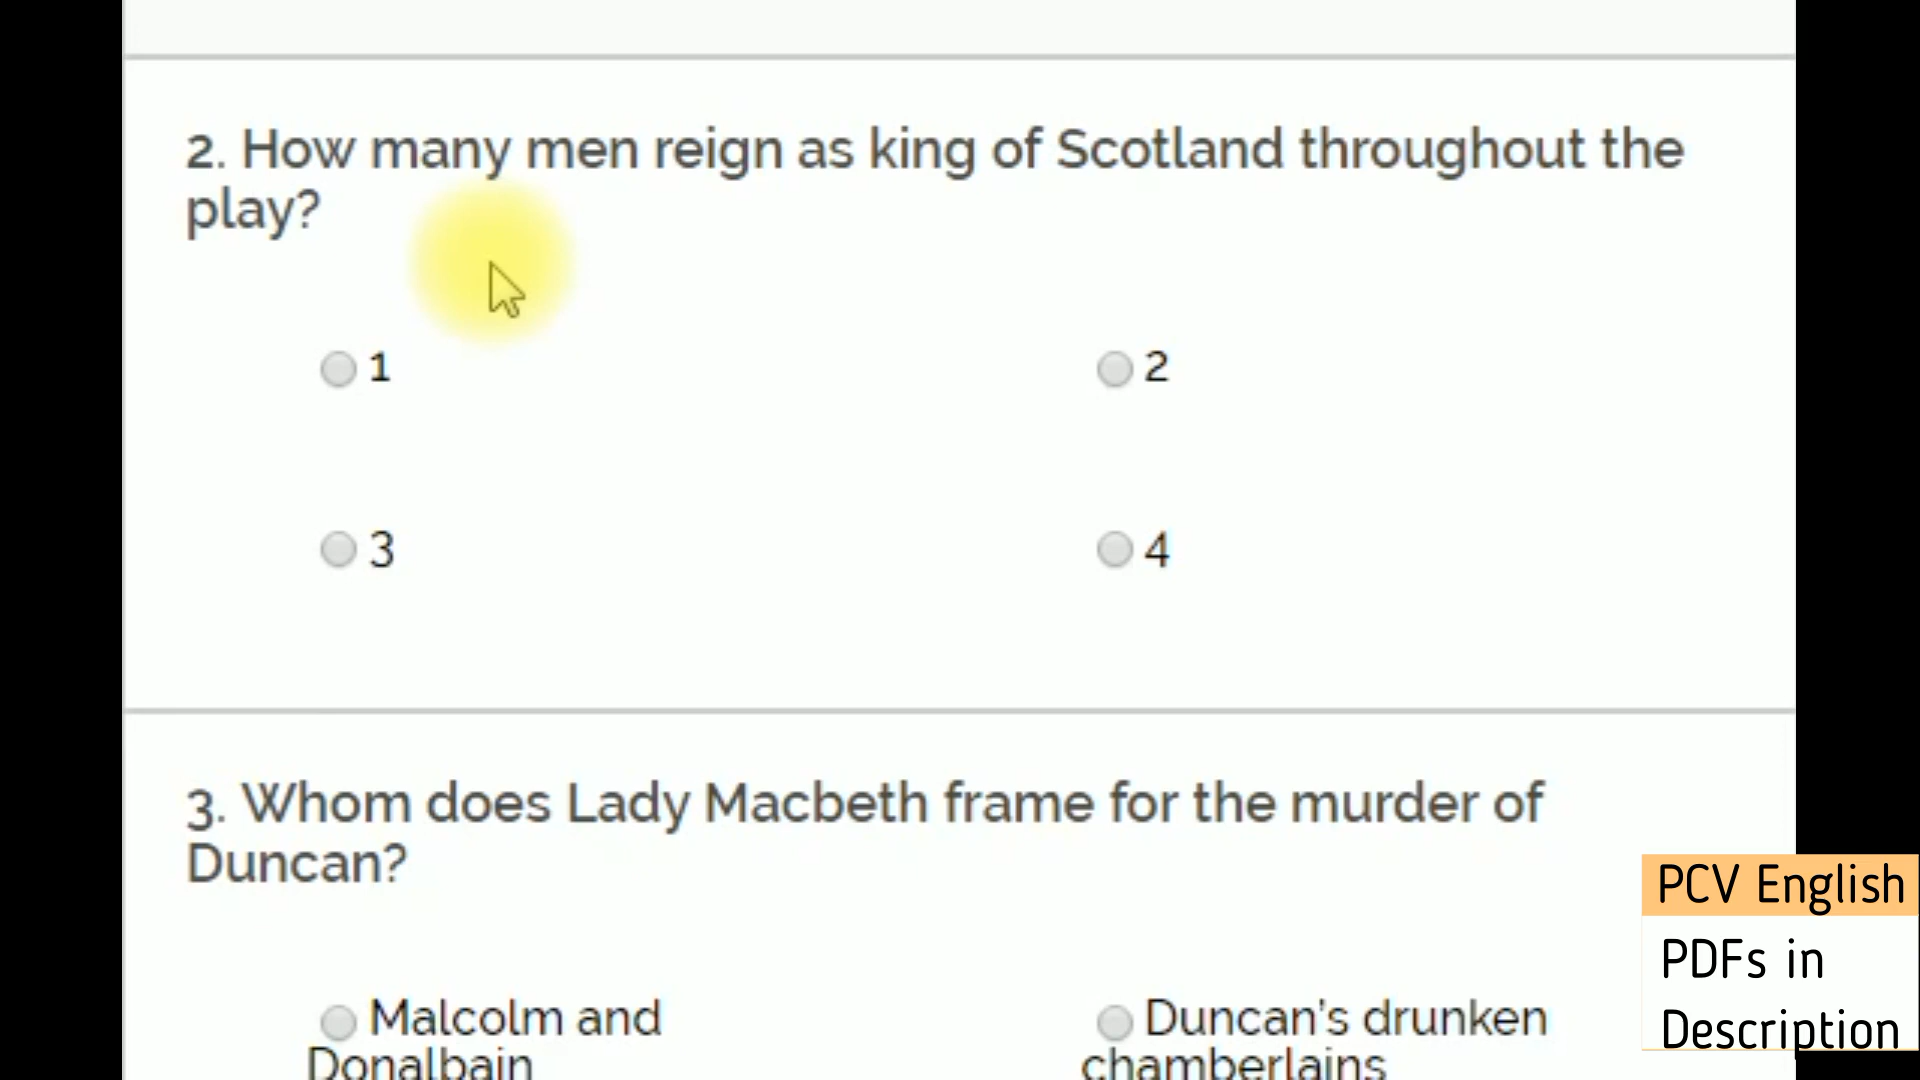 2. How many men reign as king of Scotland throughout the
play?
1
2
3
4
3. Whom does Lady Macbeth frame for the murder of
Duncan?
Malcolm and
Donalbain
Duncan's drunken
chamberlains
PCV English
PDFs in
Description